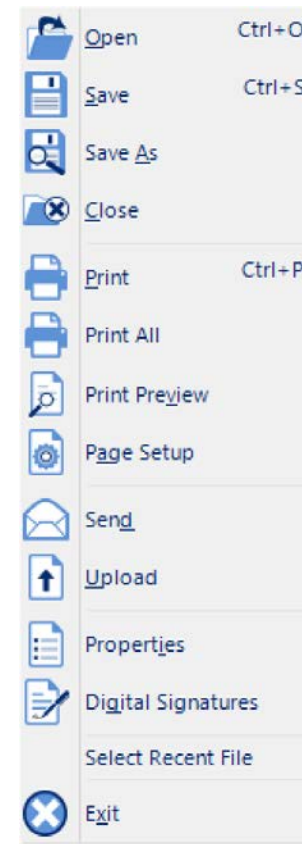 Open Ctrl+O
Save Ctrl+S
Save As
Close
Print Ctrl+P
Print All
Print Preview
Page Setup
Send
Upload
Properties
Digital Signatures
Select Recent File
Exit